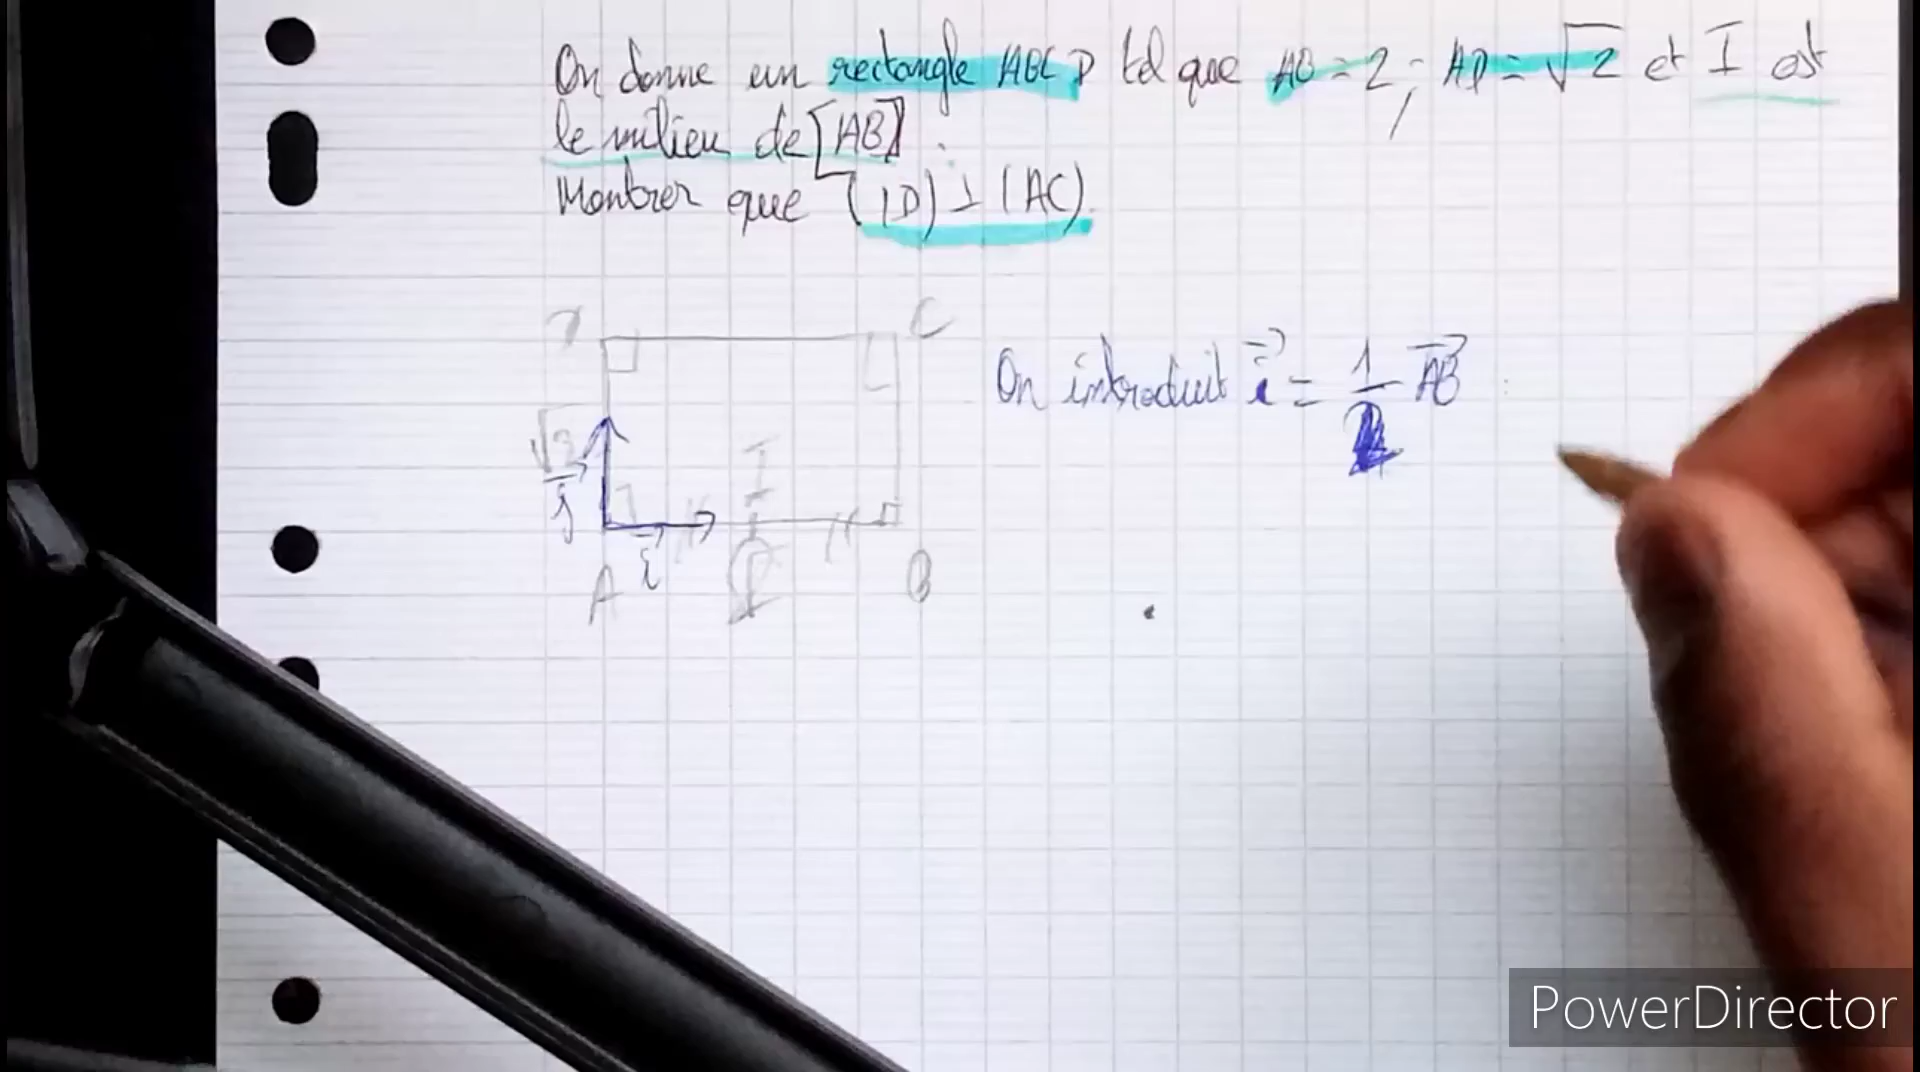 On donne un rectangle ABCD tel que AB = 2 ; AD = √2 et I est
le milieu de [AB].
Montrer que (ID) ⊥ (AC).
D C
On introduit i⃗ = 1/2 AB⃗
√2
j⃗
I
i⃗
A I B
PowerDirector